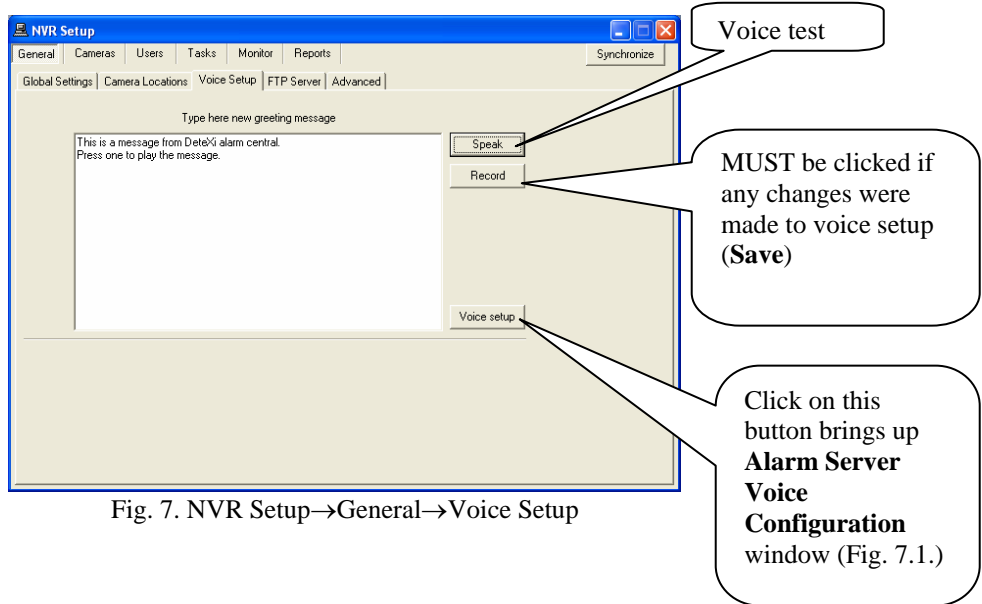 NVR Setup
General Cameras Users Tasks Monitor Reports Synchronize
Global Settings Camera Locations Voice Setup FTP Server Advanced
Type here new greeting message
This is a message from DeteXi alarm central.
Press one to play the message.
Speak
Record
Voice setup
Voice test
MUST be clicked if
any changes were
made to voice setup
(Save)
Click on this
button brings up
Alarm Server
Voice
Configuration
window (Fig. 7.1.)
Fig. 7. NVR Setup→General→Voice Setup